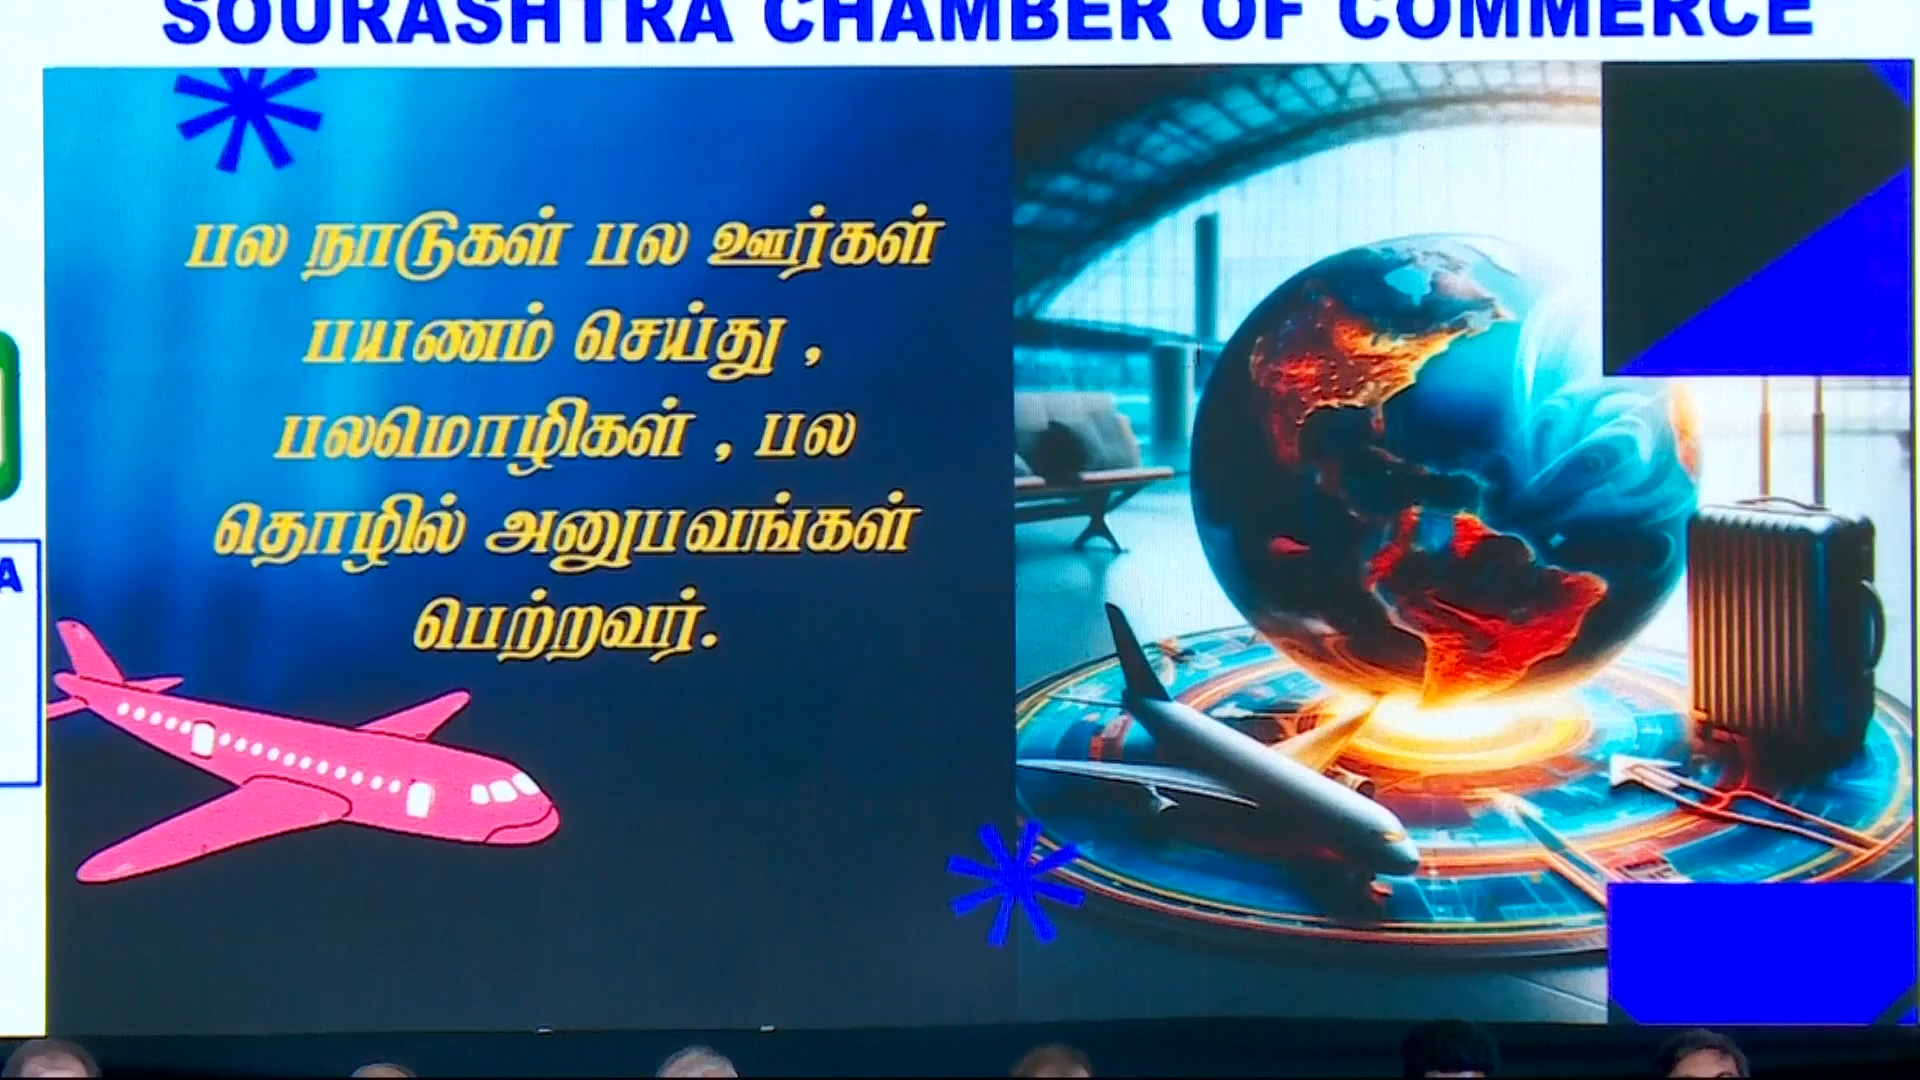 SOURASHTRA CHAMBER OF COMMERCE
பல நாடுகள் பல ஊர்கள்
பயணம் செய்து ,
பலமொழிகள் , பல
தொழில் அனுபவங்கள்
பெற்றவர்.
A